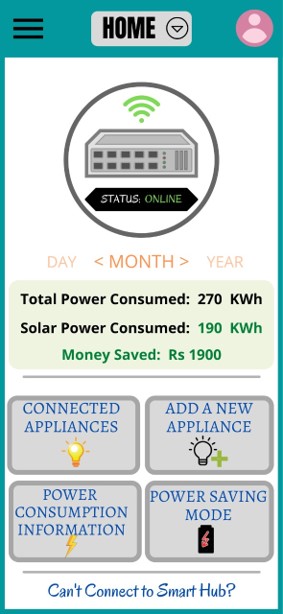 HOME
STATUS: ONLINE
DAY < MONTH > YEAR
Total Power Consumed: 270 KWh
Solar Power Consumed: 190 KWh
Money Saved: Rs 1900
CONNECTED
APPLIANCES
ADD A NEW
APPLIANCE
POWER
CONSUMPTION
INFORMATION
POWER SAVING
MODE
Can't Connect to Smart Hub?